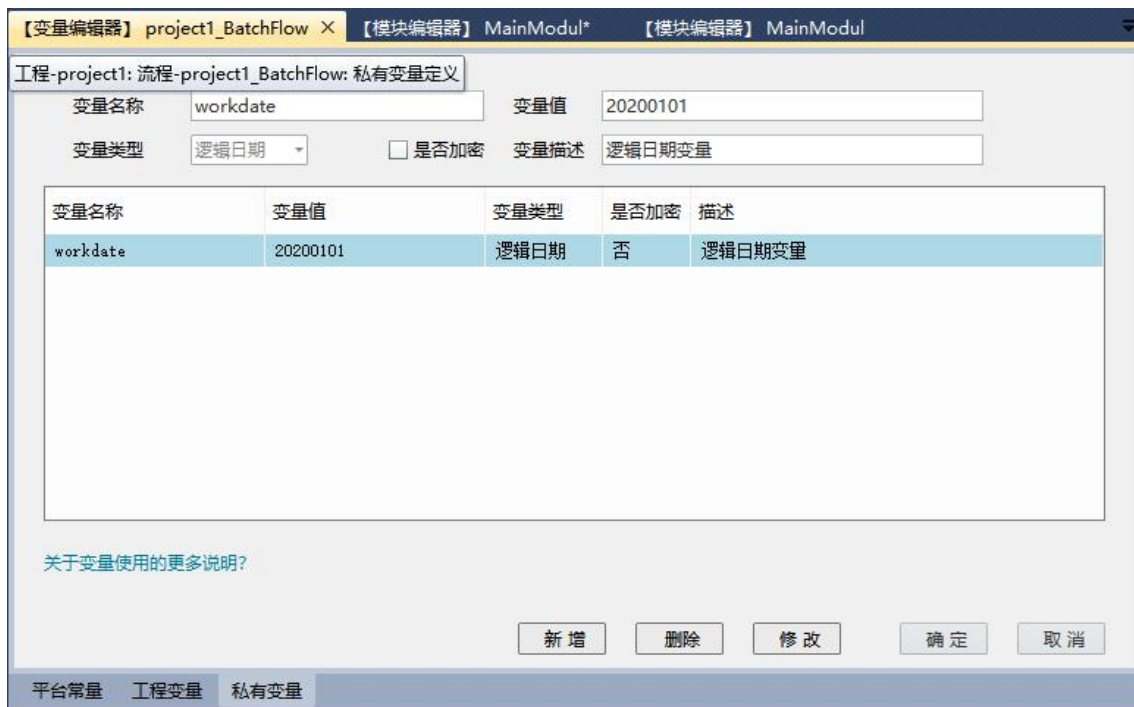 【变量编辑器】 project1_BatchFlow × 【模块编辑器】 MainModul* 【模块编辑器】 MainModul
工程-project1: 流程-project1_BatchFlow: 私有变量定义
变量名称 workdate 变量值 20200101
变量类型 逻辑日期 是否加密 变量描述 逻辑日期变量
变量名称 变量值 变量类型 是否加密 描述
workdate 20200101 逻辑日期 否 逻辑日期变量
关于变量使用的更多说明?
新增 删除 修改 确定 取消
平台常量 工程变量 私有变量